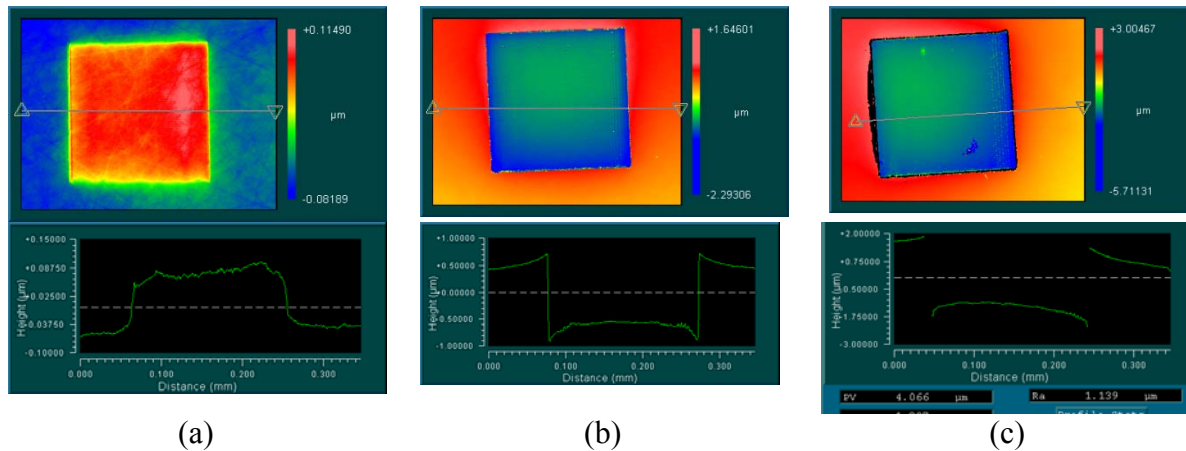 +0.11490
µm
-0.08189
+0.15000
+0.08750
+0.02500
-0.03750
-0.10000
Height (µm)
0.000
0.100
0.200
0.300
Distance (mm)
(a)
+1.64601
µm
-2.29306
+1.00000
+0.50000
+0.00000
-0.50000
-1.00000
Height (µm)
0.000
0.100
0.200
0.300
Distance (mm)
(b)
+3.00467
µm
-5.71131
+2.00000
+0.75000
-0.50000
-1.75000
-3.00000
Height (µm)
0.000
0.100
0.200
0.300
Distance (mm)
PV 4.066 µm
Ra 1.139 µm
(c)